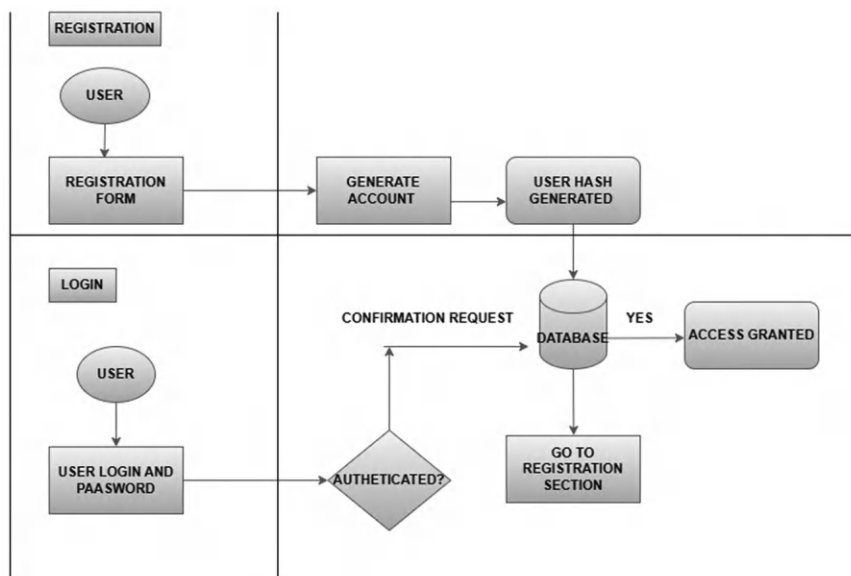 REGISTRATION
USER
REGISTRATION
FORM
GENERATE
ACCOUNT
USER HASH
GENERATED
LOGIN
CONFIRMATION REQUEST
DATABASE
YES
ACCESS GRANTED
USER
USER LOGIN AND
PAASWORD
AUTHETICATED?
GO TO
REGISTRATION
SECTION